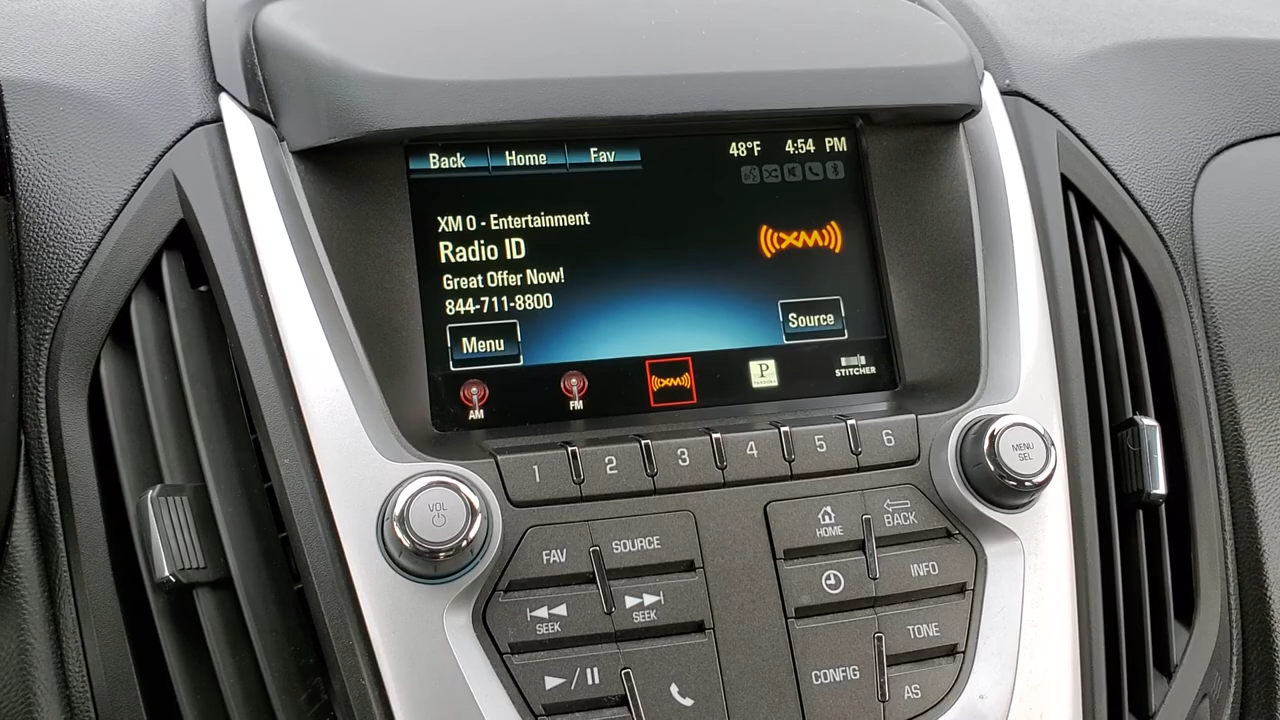 Back Home Fav 48°F 4:54 PM
XM 0 - Entertainment
Radio ID
((XM))
Great Offer Now!
844-711-8800
Menu
Source
AM
FM
((XM))
P
PANDORA
STITCHER
1 2 3 4 5 6
VOL
MENU
SEL
FAV
SOURCE
HOME
BACK
SEEK
SEEK
INFO
TONE
CONFIG
AS